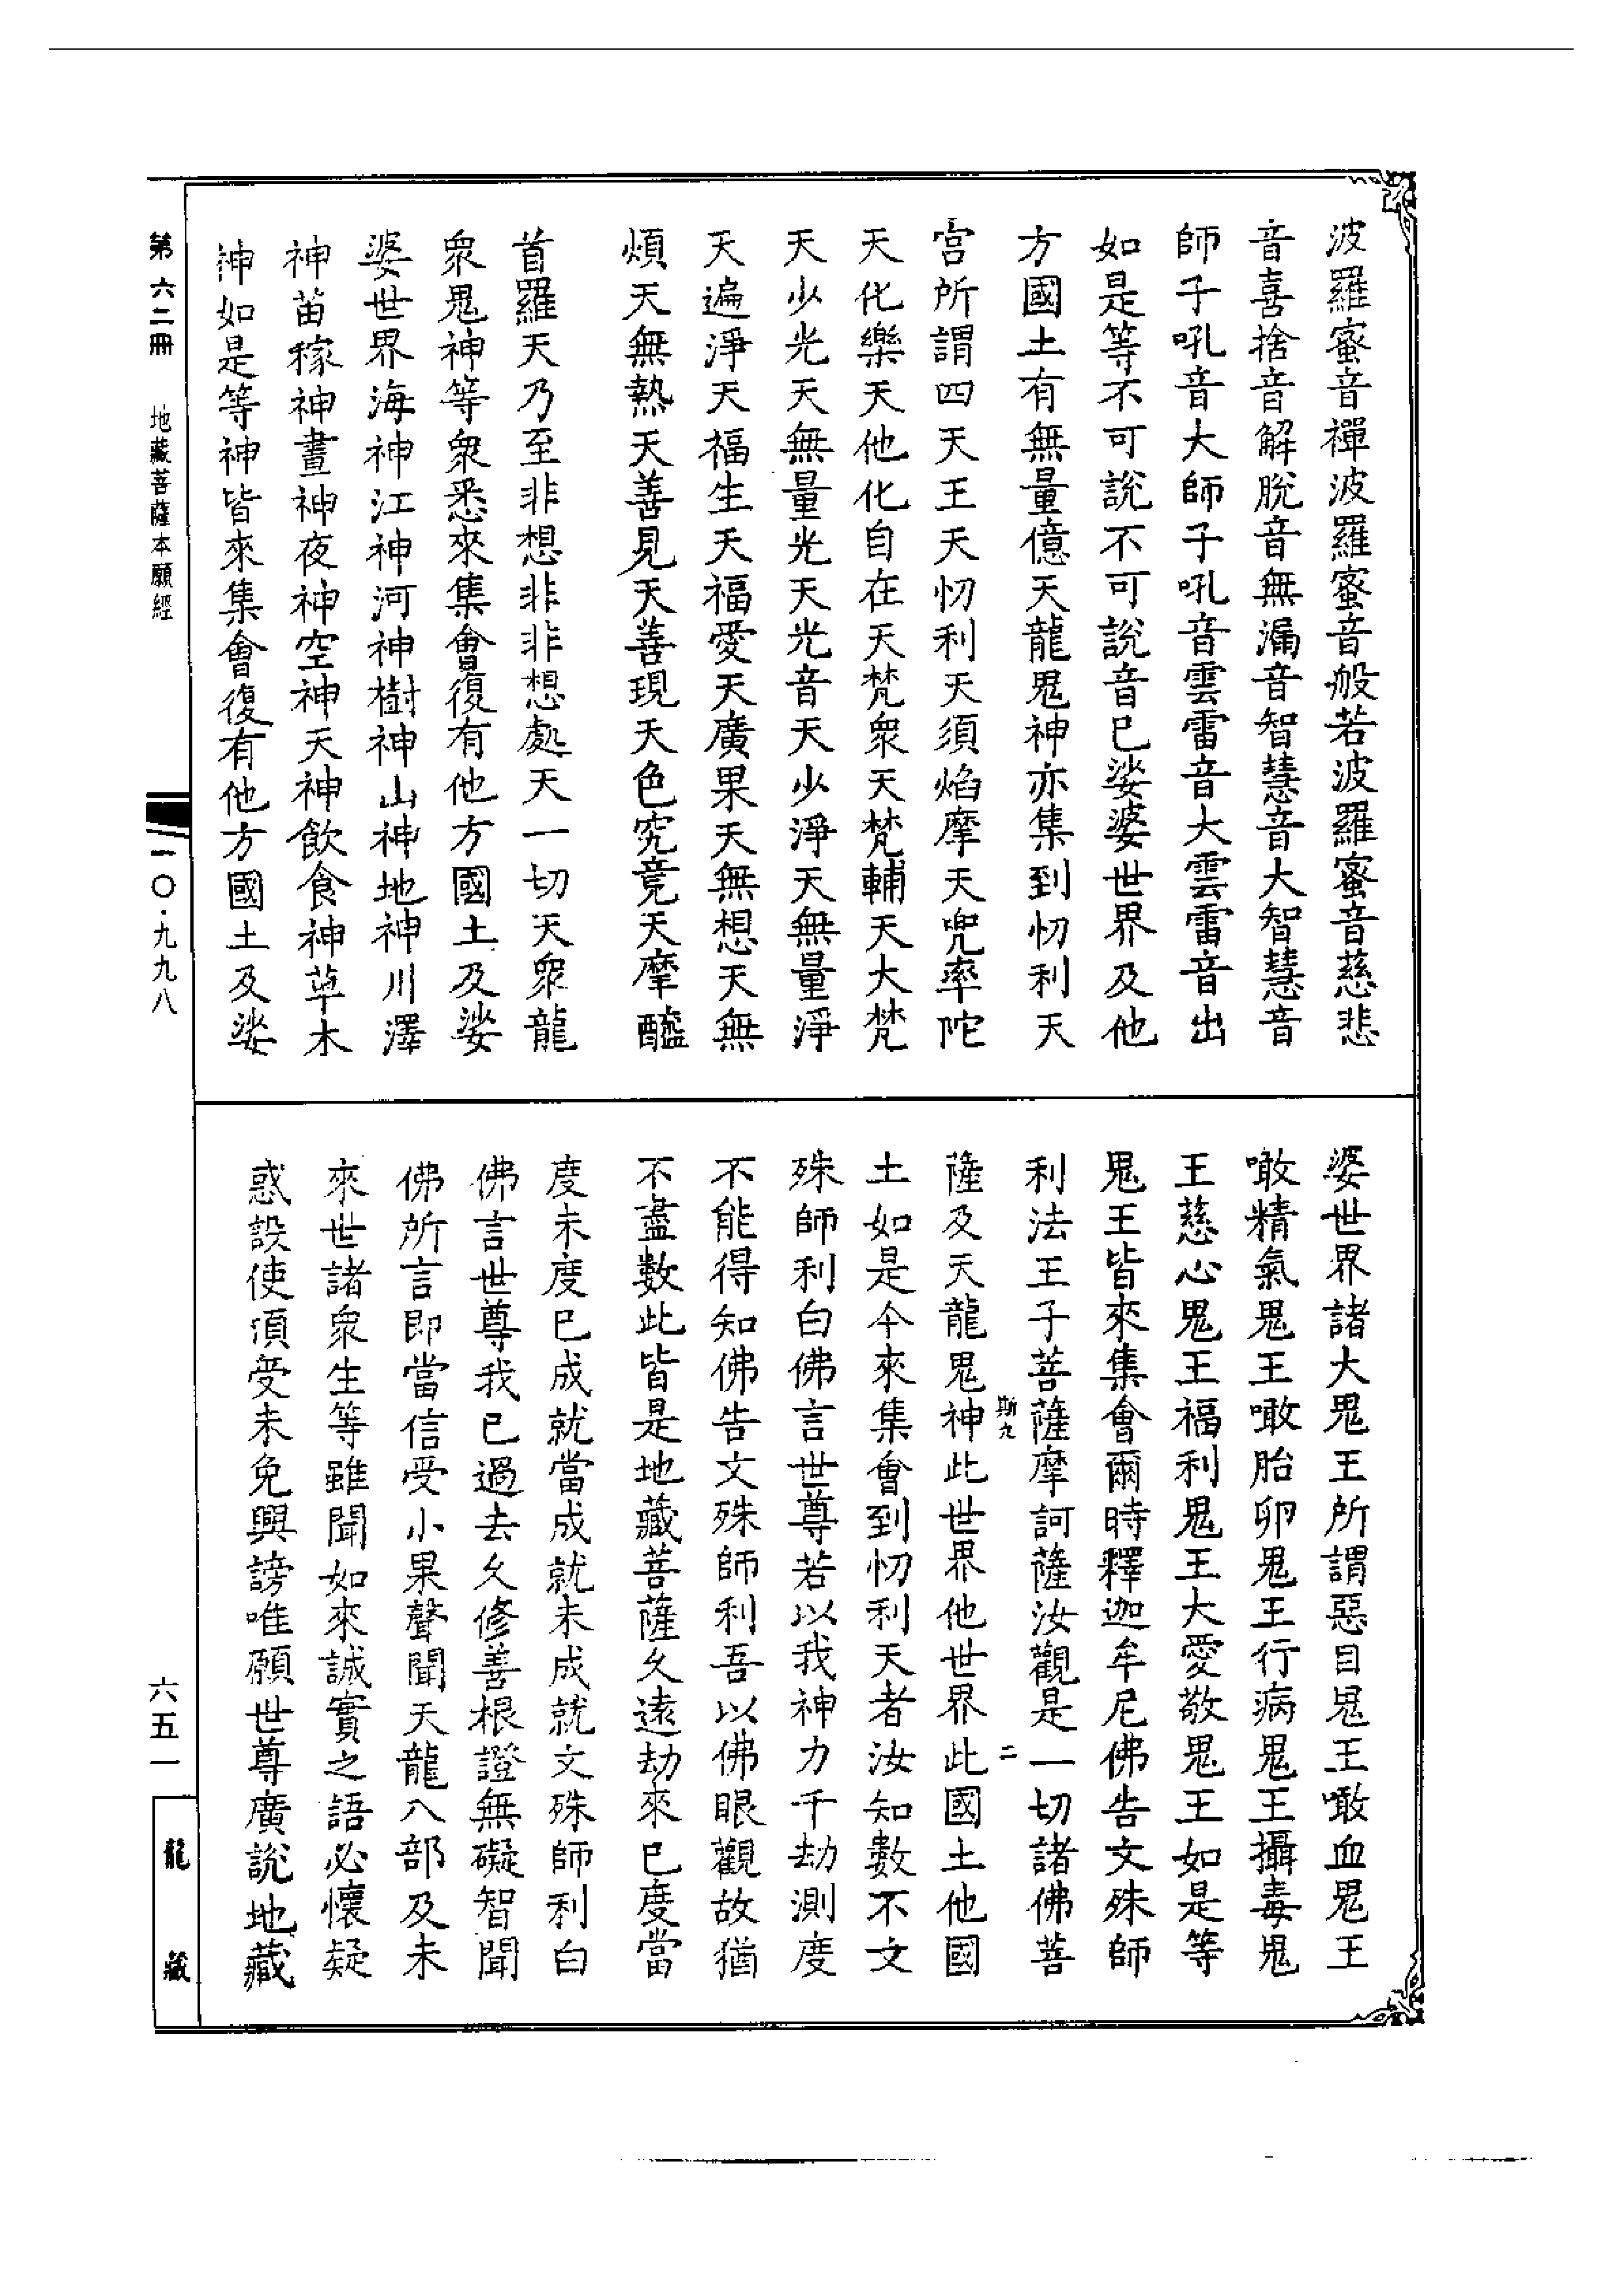 波羅蜜音禪波羅蜜音般若波羅蜜音慈悲
音喜捨音解脫音無漏音智慧音大智慧音
師子吼音大師子吼音雲雷音大雲雷音出
如是等不可說不可說音已娑婆世界及他
方國土有無量億天龍鬼神亦集到忉利天
宮所謂四天王天忉利天須焰摩天兜率陀
天化樂天他化自在天梵衆天梵輔天大梵
天少光天無量光天光音天少淨天無量淨
天遍淨天福生天福愛天廣果天無想天無
煩天無熱天善見天善現天色究竟天摩醯
首羅天乃至非想非非想處天一切天衆龍
衆鬼神等衆悉來集會復有他方國土及娑
婆世界海神江神河神樹神山神地神川澤
神苗稼神晝神夜神空神天神飲食神草木
神如是等神皆來集會復有他方國土及娑
婆世界諸大鬼王所謂惡目鬼王噉血鬼王
噉精氣鬼王噉胎卵鬼王行病鬼王攝毒鬼
王慈心鬼王福利鬼王大愛敬鬼王如是等
鬼王皆來集會爾時釋迦牟尼佛告文殊師
利法王子菩薩摩訶薩汝觀是一切諸佛菩
斯九 二
薩及天龍鬼神此世界他世界此國土他國
土如是今來集會到忉利天者汝知數不文
殊師利白佛言世尊若以我神力千劫測度
不能得知佛告文殊師利吾以佛眼觀故猶
不盡數此皆是地藏菩薩久遠劫來已度當
度未度已成就當成就未成就文殊師利白
佛言世尊我已過去久修善根證無礙智聞
佛所言即當信受小果聲聞天龍八部及未
來世諸衆生等雖聞如來誠實之語必懷疑
惑設使頂受未免興謗唯願世尊廣說地藏
第六二冊 地藏菩薩本願經
一〇·九九八
六五一
龍藏